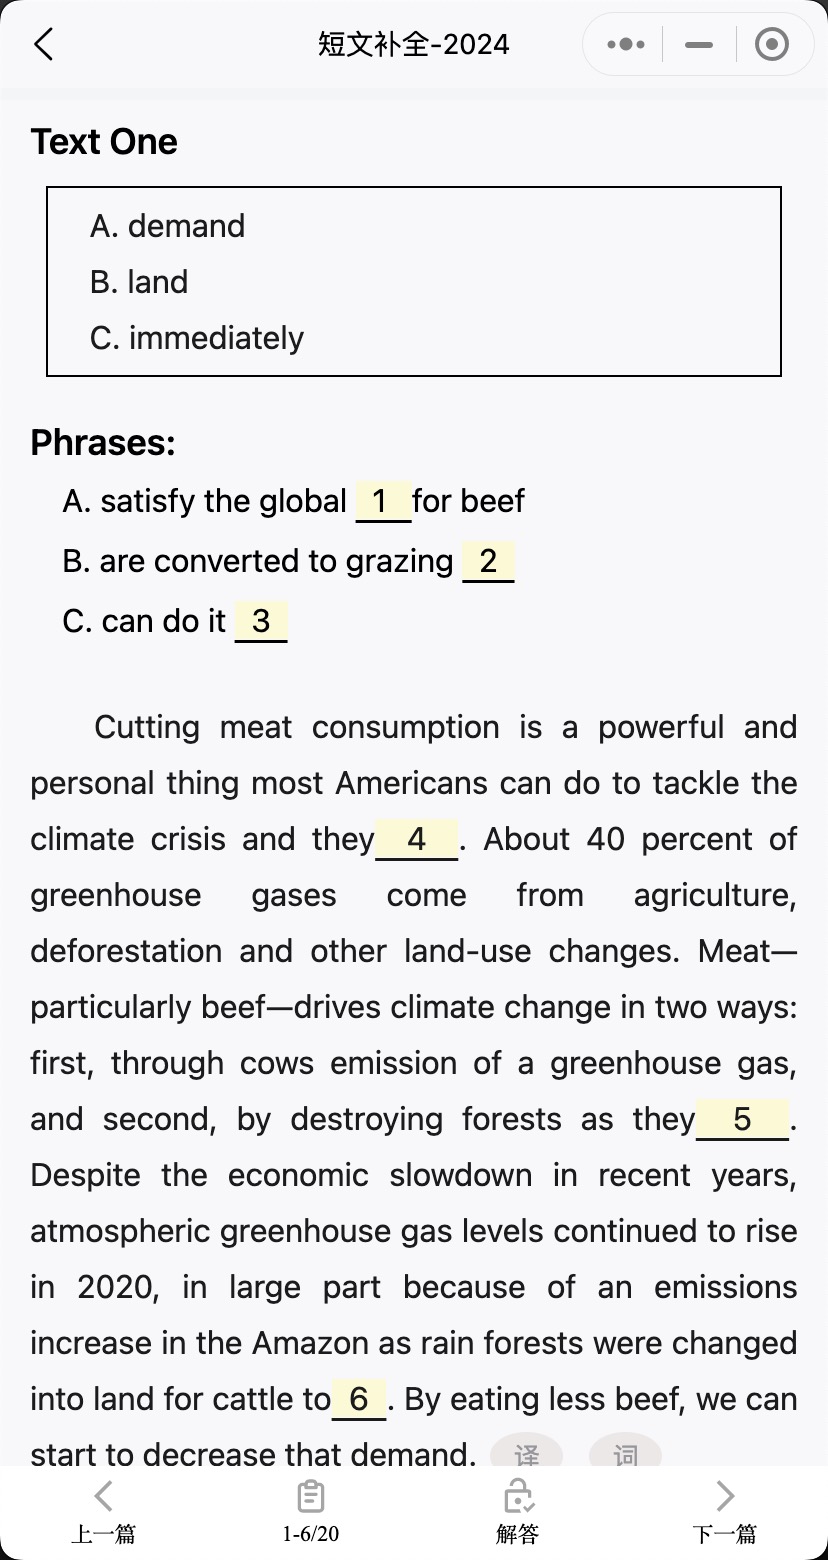 短文补全-2024
Text One
A. demand
B. land
C. immediately
Phrases:
A. satisfy the global 1 for beef
B. are converted to grazing 2
C. can do it 3
Cutting meat consumption is a powerful and
personal thing most Americans can do to tackle the
climate crisis and they 4 . About 40 percent of
greenhouse gases come from agriculture,
deforestation and other land-use changes. Meat—
particularly beef—drives climate change in two ways:
first, through cows emission of a greenhouse gas,
and second, by destroying forests as they 5 .
Despite the economic slowdown in recent years,
atmospheric greenhouse gas levels continued to rise
in 2020, in large part because of an emissions
increase in the Amazon as rain forests were changed
into land for cattle to 6 . By eating less beef, we can
start to decrease that demand. 译 词
上一篇 1-6/20 解答 下一篇